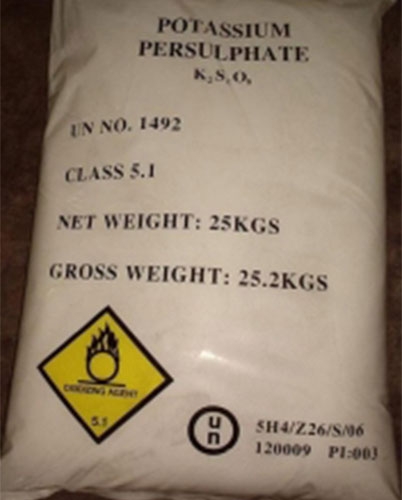 POTASSIUM
PERSULPHATE
K₂S₂O₈
UN NO. 1492
CLASS 5.1
NET WEIGHT: 25KGS
GROSS WEIGHT: 25.2KGS
OXIDIZING AGENT
5.1
un
5H4/Z26/S/06
120009 PI:003